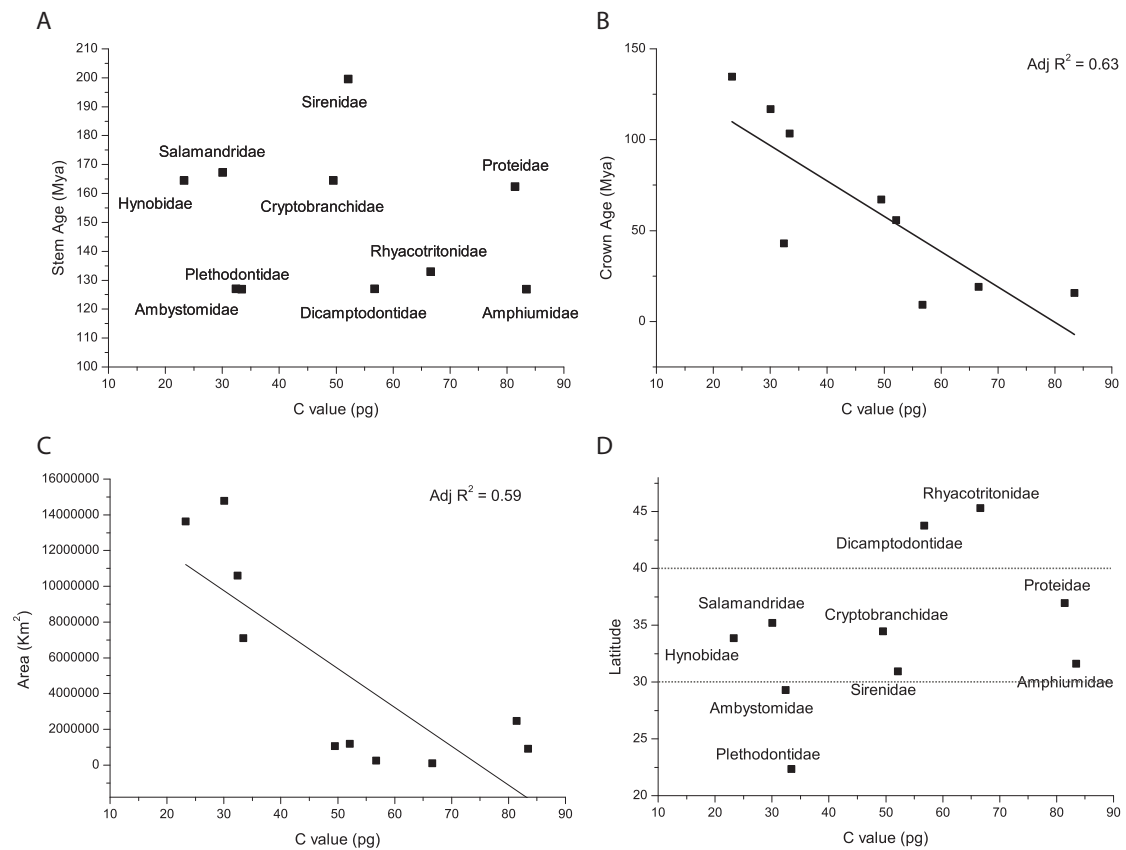 A
210
200
190
180
170
160
150
140
130
120
110
100
Stem Age (Mya)
Sirenidae
Salamandridae
Proteidae
Hynobidae
Cryptobranchidae
Rhyacotritonidae
Plethodontidae
Ambystomidae
Dicamptodontidae
Amphiumidae
10 20 30 40 50 60 70 80 90
C value (pg)
B
Adj R² = 0.63
150
100
50
0
Crown Age (Mya)
10 20 30 40 50 60 70 80 90
C value (pg)
C
Adj R² = 0.59
16000000
14000000
12000000
10000000
8000000
6000000
4000000
2000000
0
Area (Km²)
10 20 30 40 50 60 70 80 90
C value (pg)
D
45
40
35
30
25
20
Latitude
Rhyacotritonidae
Dicamptodontidae
Proteidae
Salamandridae
Cryptobranchidae
Hynobidae
Amphiumidae
Sirenidae
Ambystomidae
Plethodontidae
10 20 30 40 50 60 70 80 90
C value (pg)